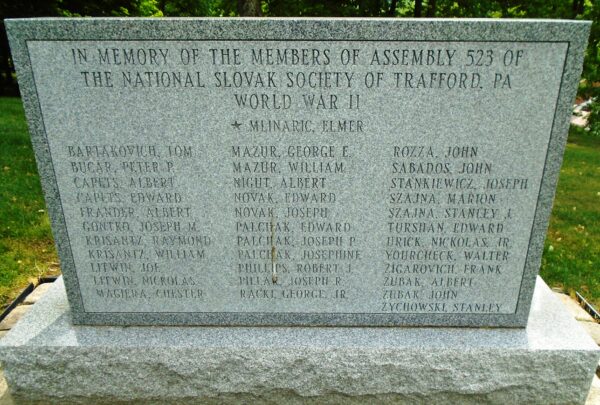 IN MEMORY OF THE MEMBERS OF ASSEMBLY 523 OF
THE NATIONAL SLOVAK SOCIETY OF TRAFFORD, PA
WORLD WAR II
★ MLINARIC, ELMER
BARTAKOVICH, TOM
BUCAR, PETER P.
CAPETS, ALBERT
CAPETS, EDWARD
FRANDER, ALBERT
GONTKO, JOSEPH M.
KRISANTZ, RAYMOND
KRISANTZ, WILLIAM
LITWIN, JOE
LITWIN, NICKOLAS
MAGIERA, CHESTER
MAZUR, GEORGE E.
MAZUR, WILLIAM
NIGUT, ALBERT
NOVAK, EDWARD
NOVAK, JOSEPH
PALCHAK, EDWARD
PALCHAK, JOSEPH P.
PALCHAK, JOSEPHINE
PHILLIPS, ROBERT J.
PILLAR, JOSEPH R.
RACKI, GEORGE, JR.
ROZZA, JOHN
SABADOS, JOHN
STANKIEWICZ, JOSEPH
SZAJNA, MARION
SZAJNA, STANLEY J.
TURSHAN, EDWARD
URICK, NICKOLAS, JR.
YOURCHECK, WALTER
ZIGAROVICH, FRANK
ZUBAK, ALBERT
ZUBAK, JOHN
ZYCHOWSKI, STANLEY